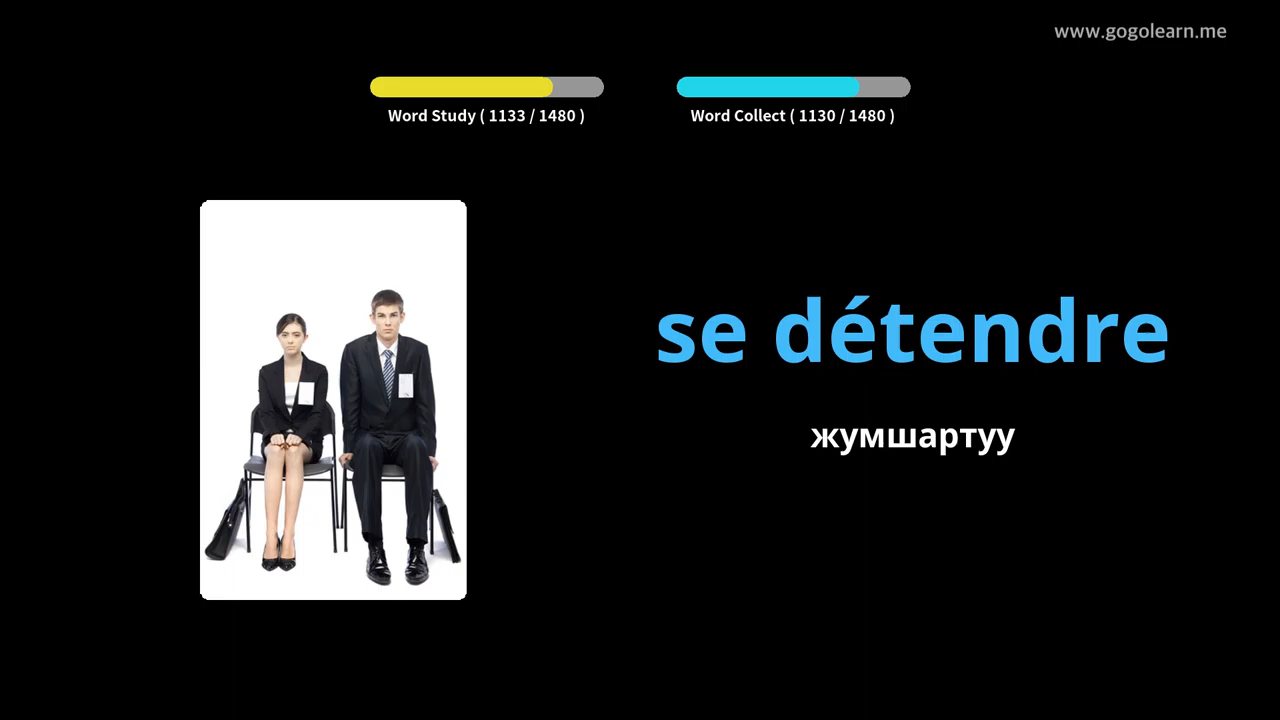 www.gogolearn.me
Word Study ( 1133 / 1480 )
Word Collect ( 1130 / 1480 )
se détendre
жумшартуу